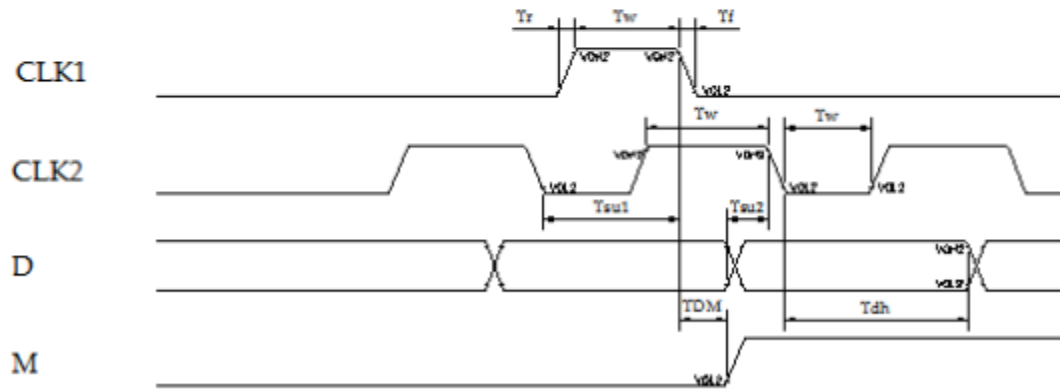 Tr Tw Tf
CLK1
VOH2 VOH2
VOL2
Tw Tw
CLK2
VOH2 VOH2
VOL2 VOL2 VOL2
Tsu1 Tsu2
D
VOH2
VOL2
TDM Tdh
M
VOL2